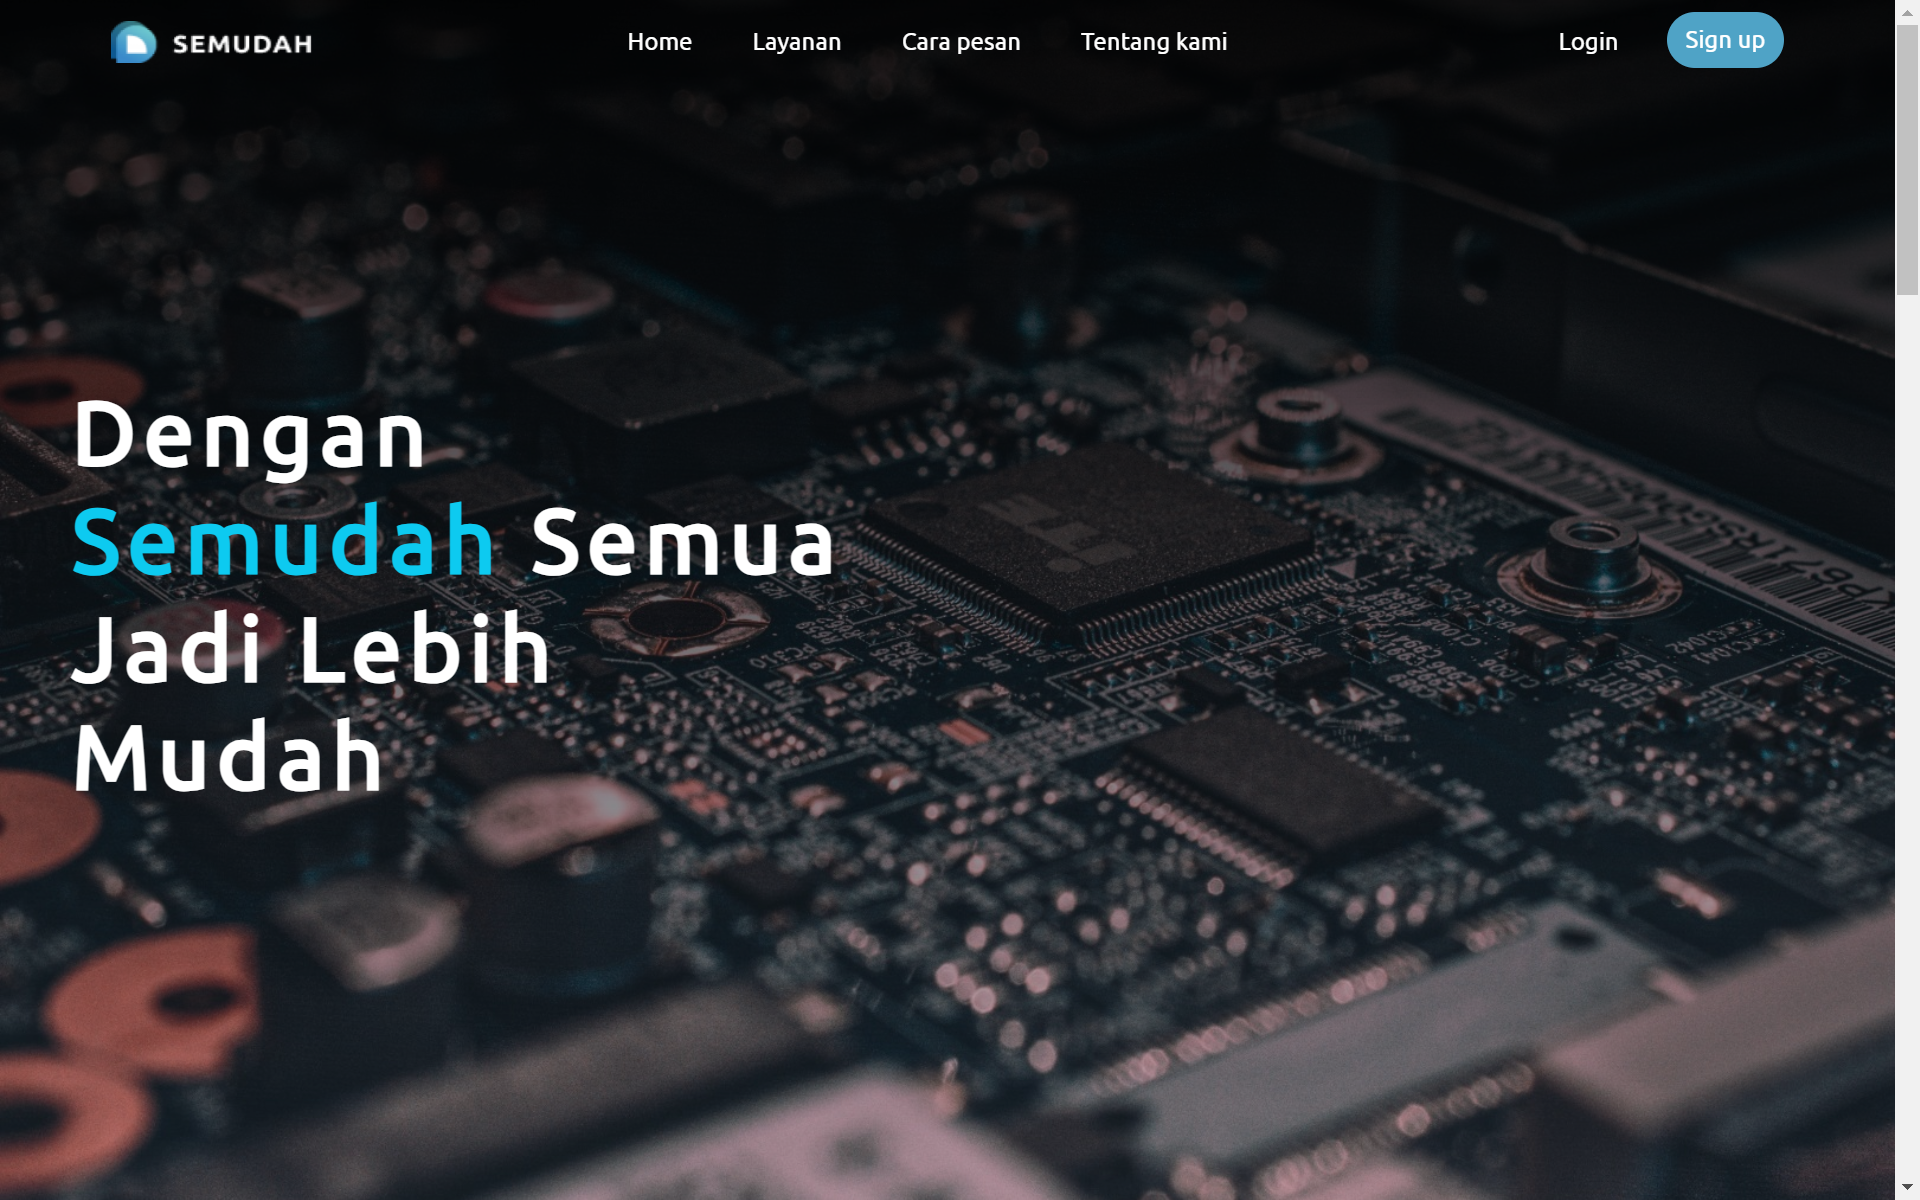 SEMUDAH
Home
Layanan
Cara pesan
Tentang kami
Login
Sign up
Dengan
Semudah Semua
Jadi Lebih
Mudah